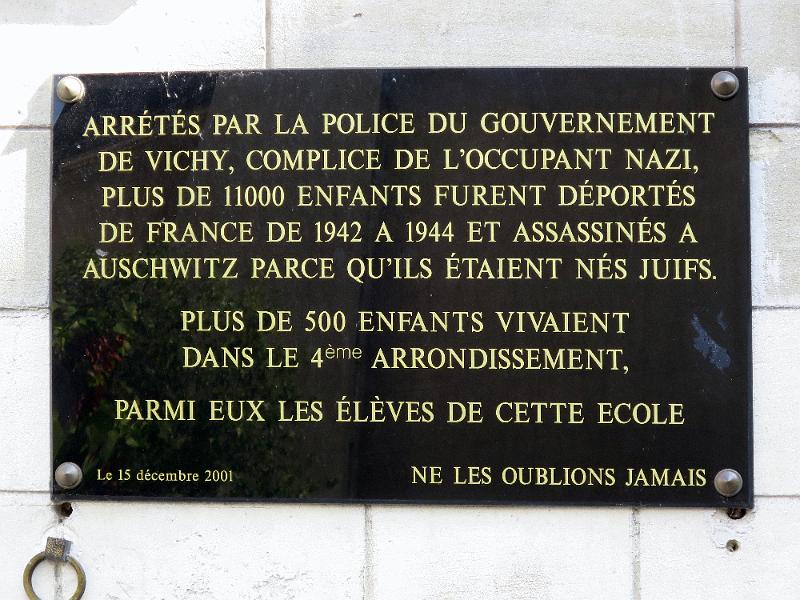 ARRÉTÉS PAR LA POLICE DU GOUVERNEMENT
DE VICHY, COMPLICE DE L'OCCUPANT NAZI,
PLUS DE 11000 ENFANTS FURENT DÉPORTÉS
DE FRANCE DE 1942 A 1944 ET ASSASSINÉS A
AUSCHWITZ PARCE QU'ILS ÉTAIENT NÉS JUIFS.
PLUS DE 500 ENFANTS VIVAIENT
DANS LE 4ème ARRONDISSEMENT,
PARMI EUX LES ÉLÈVES DE CETTE ECOLE
Le 15 décembre 2001
NE LES OUBLIONS JAMAIS